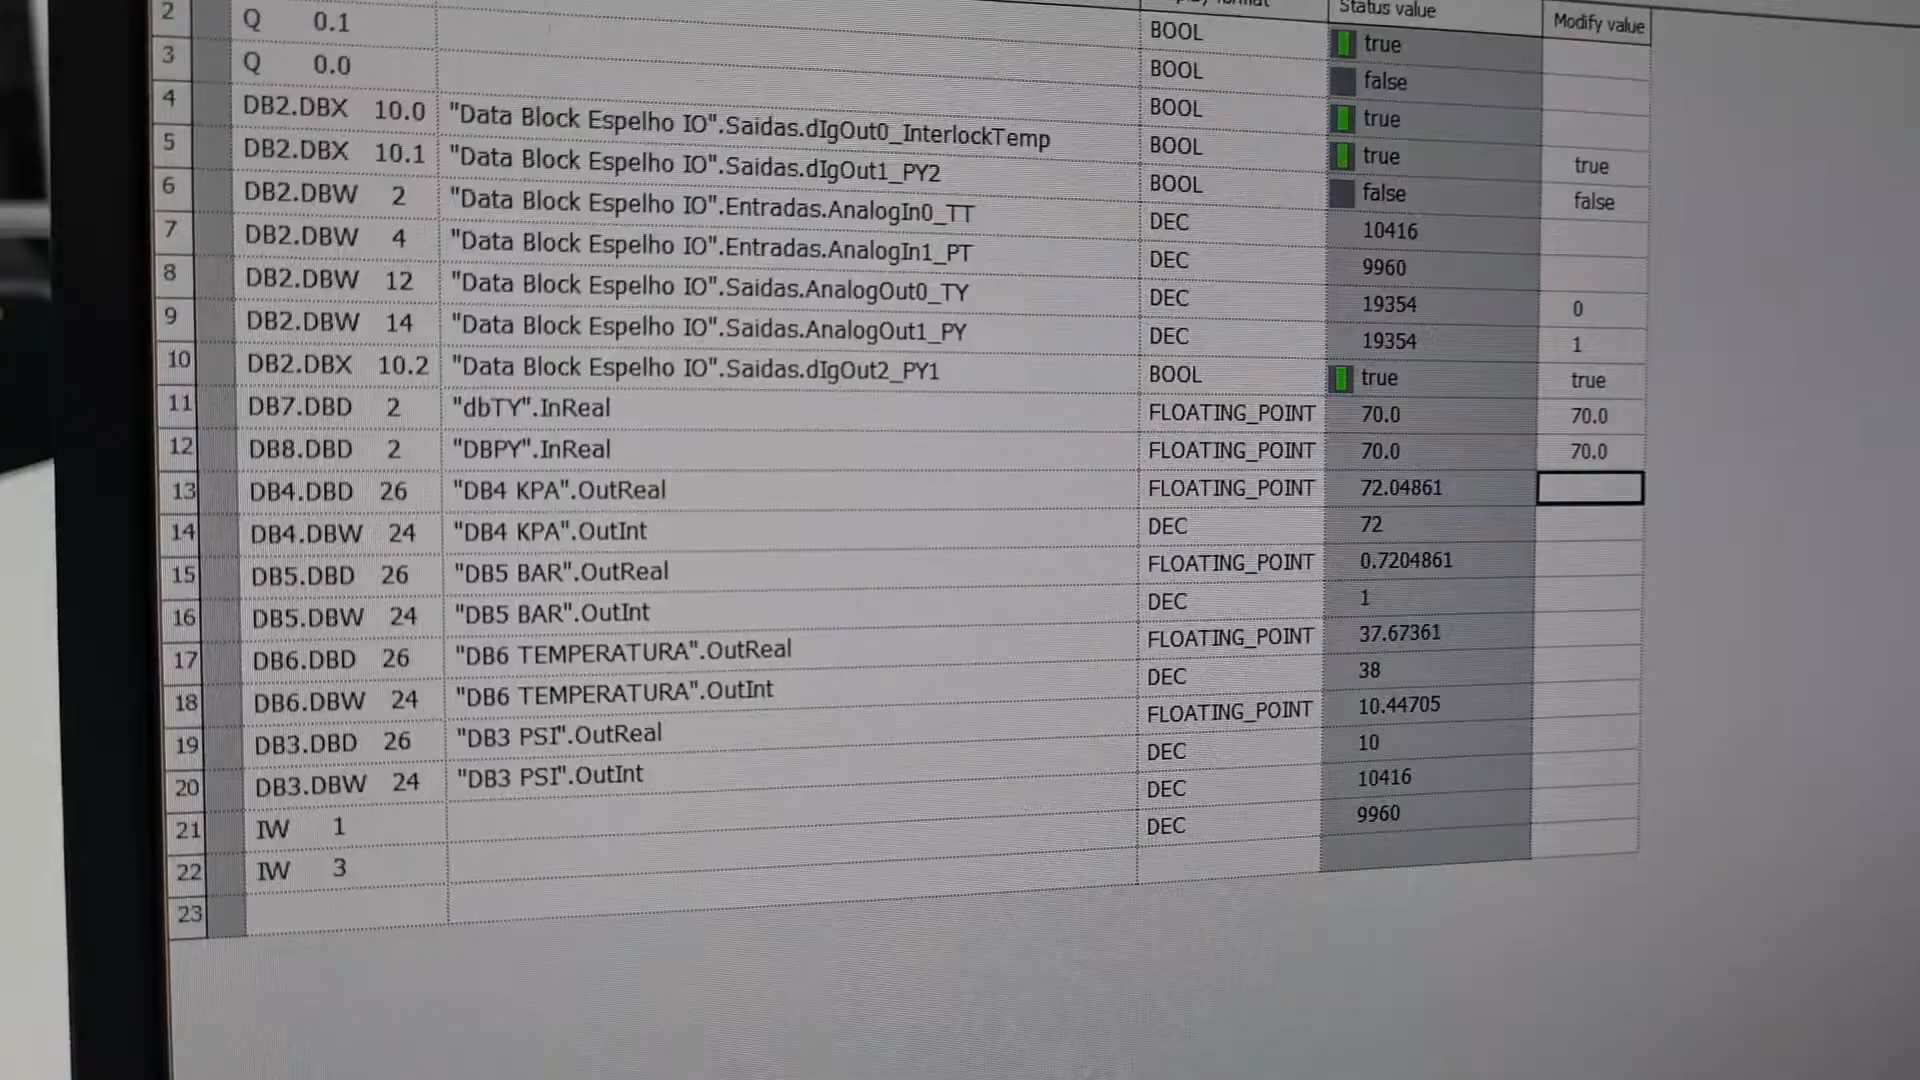 Status value Modify value
BOOL true
2 Q 0.1 BOOL false
3 Q 0.0 BOOL true
4 DB2.DBX 10.0 "Data Block Espelho IO".Saidas.dIgOut0_InterlockTemp BOOL true true
5 DB2.DBX 10.1 "Data Block Espelho IO".Saidas.dIgOut1_PY2 BOOL false false
6 DB2.DBW 2 "Data Block Espelho IO".Entradas.AnalogIn0_TT DEC 10416
7 DB2.DBW 4 "Data Block Espelho IO".Entradas.AnalogIn1_PT DEC 9960
8 DB2.DBW 12 "Data Block Espelho IO".Saidas.AnalogOut0_TY DEC 19354 0
9 DB2.DBW 14 "Data Block Espelho IO".Saidas.AnalogOut1_PY DEC 19354 1
10 DB2.DBX 10.2 "Data Block Espelho IO".Saidas.dIgOut2_PY1 BOOL true true
11 DB7.DBD 2 "dbTY".InReal FLOATING_POINT 70.0 70.0
12 DB8.DBD 2 "DBPY".InReal FLOATING_POINT 70.0 70.0
13 DB4.DBD 26 "DB4 KPA".OutReal FLOATING_POINT 72.04861
14 DB4.DBW 24 "DB4 KPA".OutInt DEC 72
15 DB5.DBD 26 "DB5 BAR".OutReal FLOATING_POINT 0.7204861
16 DB5.DBW 24 "DB5 BAR".OutInt DEC 1
17 DB6.DBD 26 "DB6 TEMPERATURA".OutReal FLOATING_POINT 37.67361
18 DB6.DBW 24 "DB6 TEMPERATURA".OutInt DEC 38
19 DB3.DBD 26 "DB3 PSI".OutReal FLOATING_POINT 10.44705
20 DB3.DBW 24 "DB3 PSI".OutInt DEC 10
21 IW 1 DEC 10416
22 IW 3 DEC 9960
23